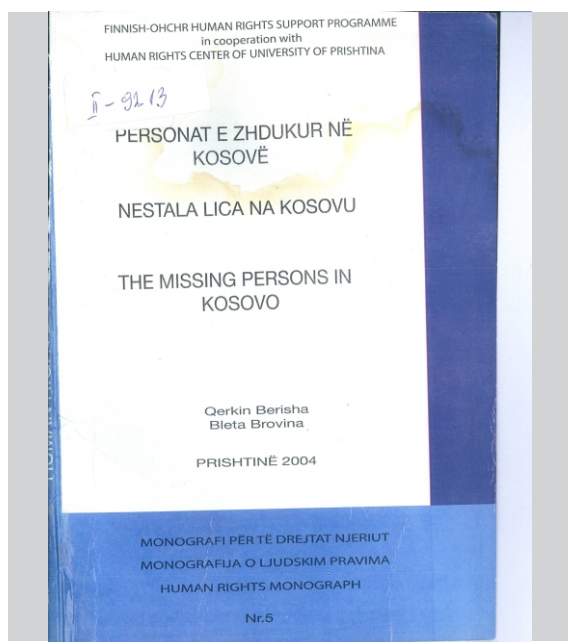 FINNISH-OHCHR HUMAN RIGHTS SUPPORT PROGRAMME
in cooperation with
HUMAN RIGHTS CENTER OF UNIVERSITY OF PRISHTINA
II - 9213
PERSONAT E ZHDUKUR NË
KOSOVË
NESTALA LICA NA KOSOVU
THE MISSING PERSONS IN
KOSOVO
Qerkin Berisha
Bleta Brovina
PRISHTINË 2004
MONOGRAFI PËR TË DREJTAT NJERIUT
MONOGRAFIJA O LJUDSKIM PRAVIMA
HUMAN RIGHTS MONOGRAPH
Nr.5